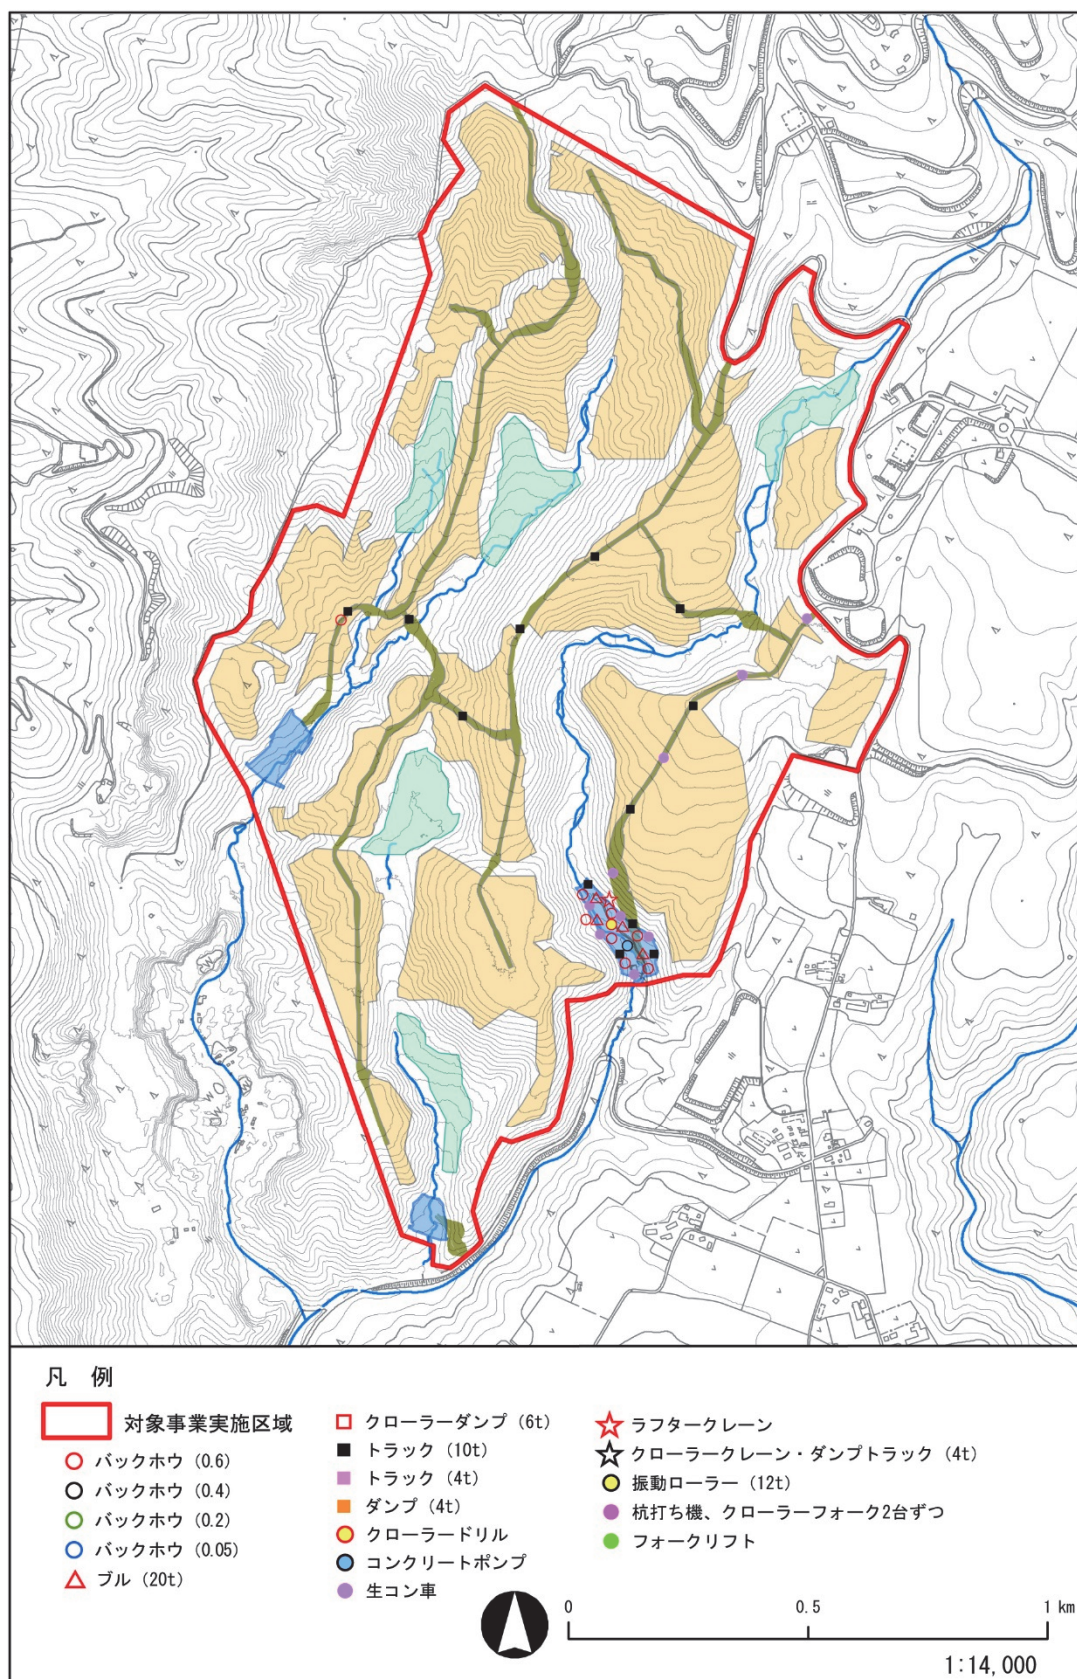 凡 例
対象事業実施区域
バックホウ（0.6）
バックホウ（0.4）
バックホウ（0.2）
バックホウ（0.05）
ブル（20t）
クローラーダンプ（6t）
トラック（10t）
トラック（4t）
ダンプ（4t）
クローラードリル
コンクリートポンプ
生コン車
ラフタークレーン
クローラークレーン・ダンプトラック（4t）
振動ローラー（12t）
杭打ち機、クローラーフォーク2台ずつ
フォークリフト
0 0.5 1 km
1:14,000